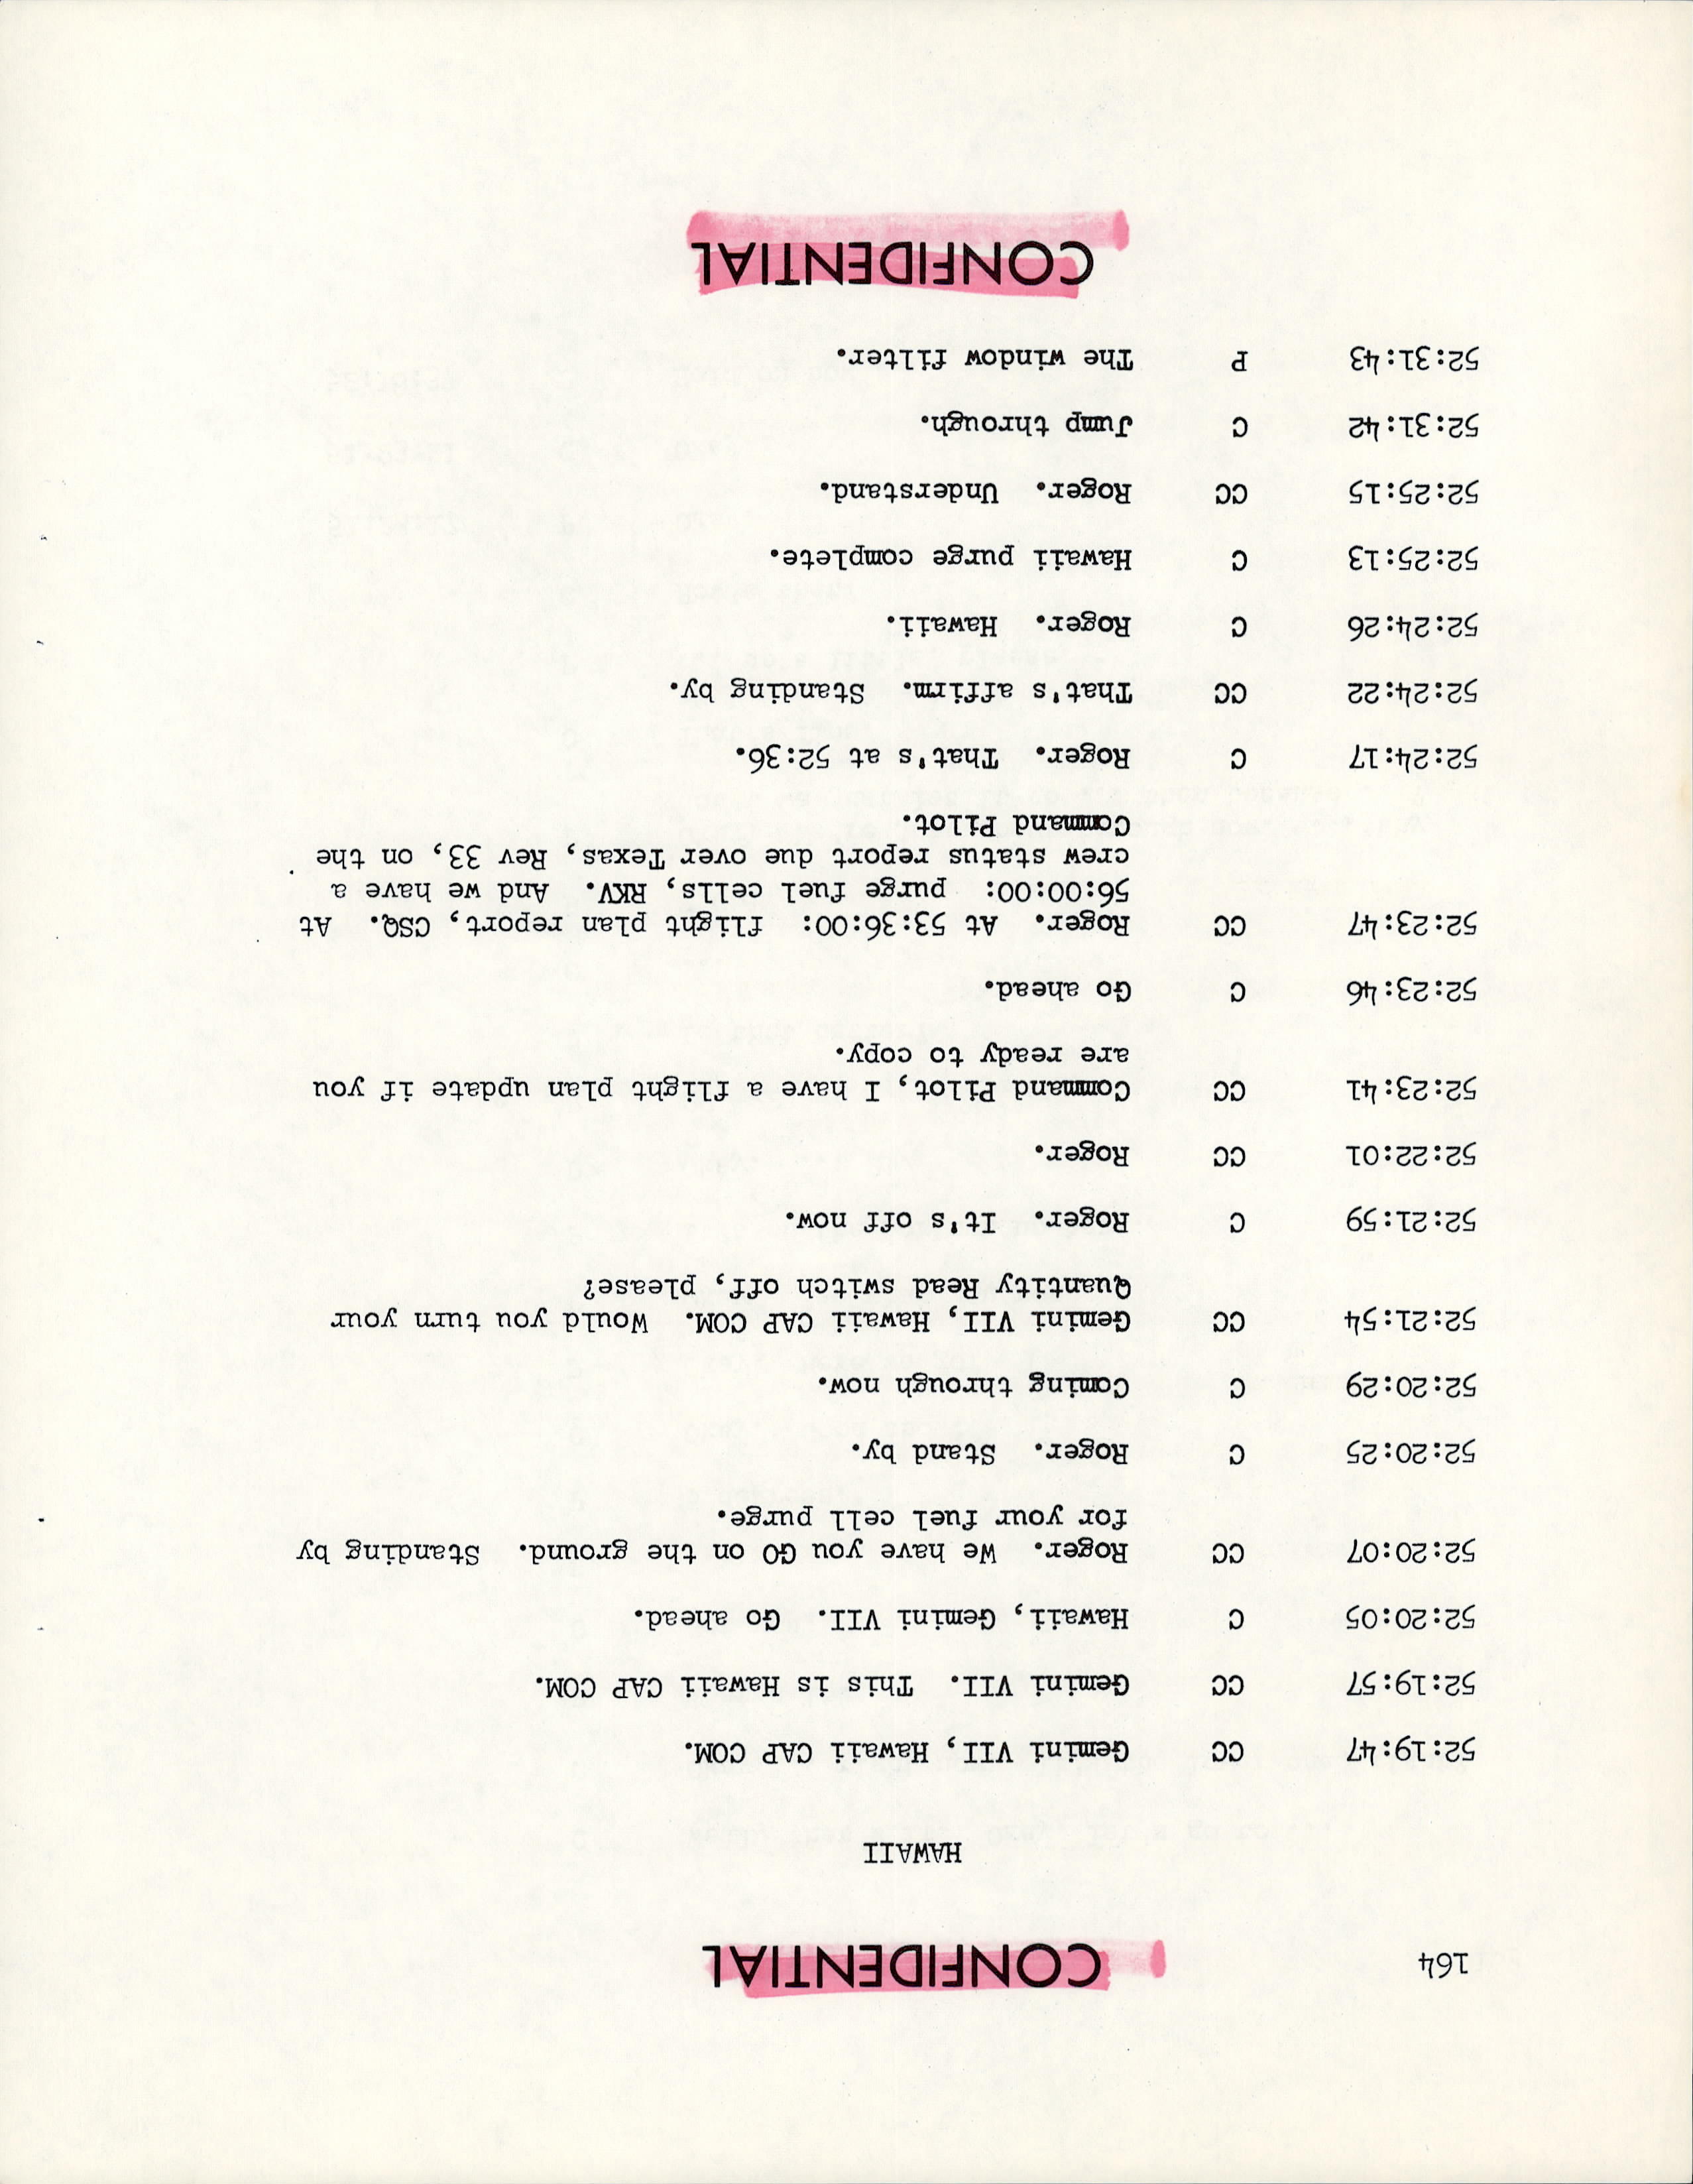 164
CONFIDENTIAL
HAWAII
52:19:47 CC Gemini VII, Hawaii CAP COM.
52:19:57 CC Gemini VII. This is Hawaii CAP COM.
52:20:05 C Hawaii, Gemini VII. Go ahead.
52:20:07 CC Roger. We have you GO on the ground. Standing by
for your fuel cell purge.
52:20:25 C Roger. Stand by.
52:20:29 C Coming through now.
52:21:54 CC Gemini VII, Hawaii CAP COM. Would you turn your
Quantity Read switch off, please?
52:21:59 C Roger. It's off now.
52:22:01 CC Roger.
52:23:41 CC Command Pilot, I have a flight plan update if you
are ready to copy.
52:23:46 C Go ahead.
52:23:47 CC Roger. At 53:36:00: flight plan report, CSQ. At
56:00:00: purge fuel cells, RKV. And we have a
crew status report due over Texas, Rev 33, on the
Command Pilot.
52:24:17 C Roger. That's at 52:36.
52:24:22 CC That's affirm. Standing by.
52:24:26 C Roger. Hawaii.
52:25:13 C Hawaii purge complete.
52:25:15 CC Roger. Understand.
52:31:42 C Jump through.
52:31:43 P The window filter.
CONFIDENTIAL